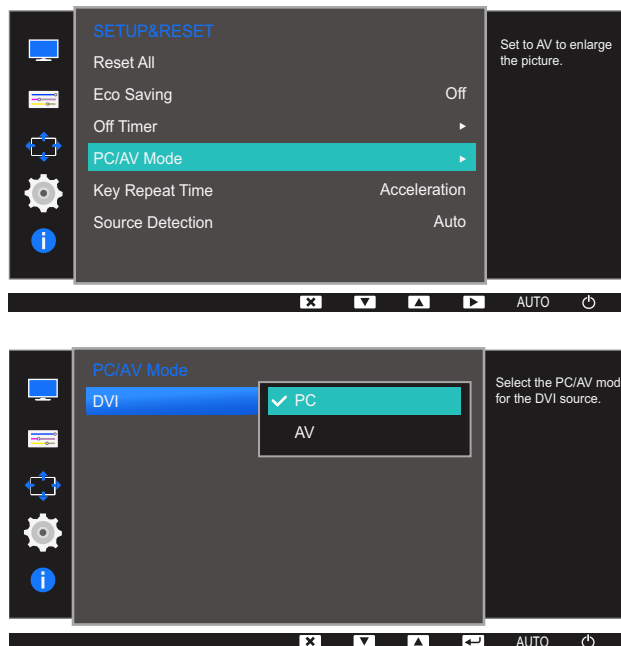 SETUP&RESET
Set to AV to enlarge
the picture.
Reset All
Eco Saving Off
Off Timer
PC/AV Mode
Key Repeat Time Acceleration
Source Detection Auto
AUTO
PC/AV Mode
Select the PC/AV mod
for the DVI source.
DVI PC
AV
AUTO